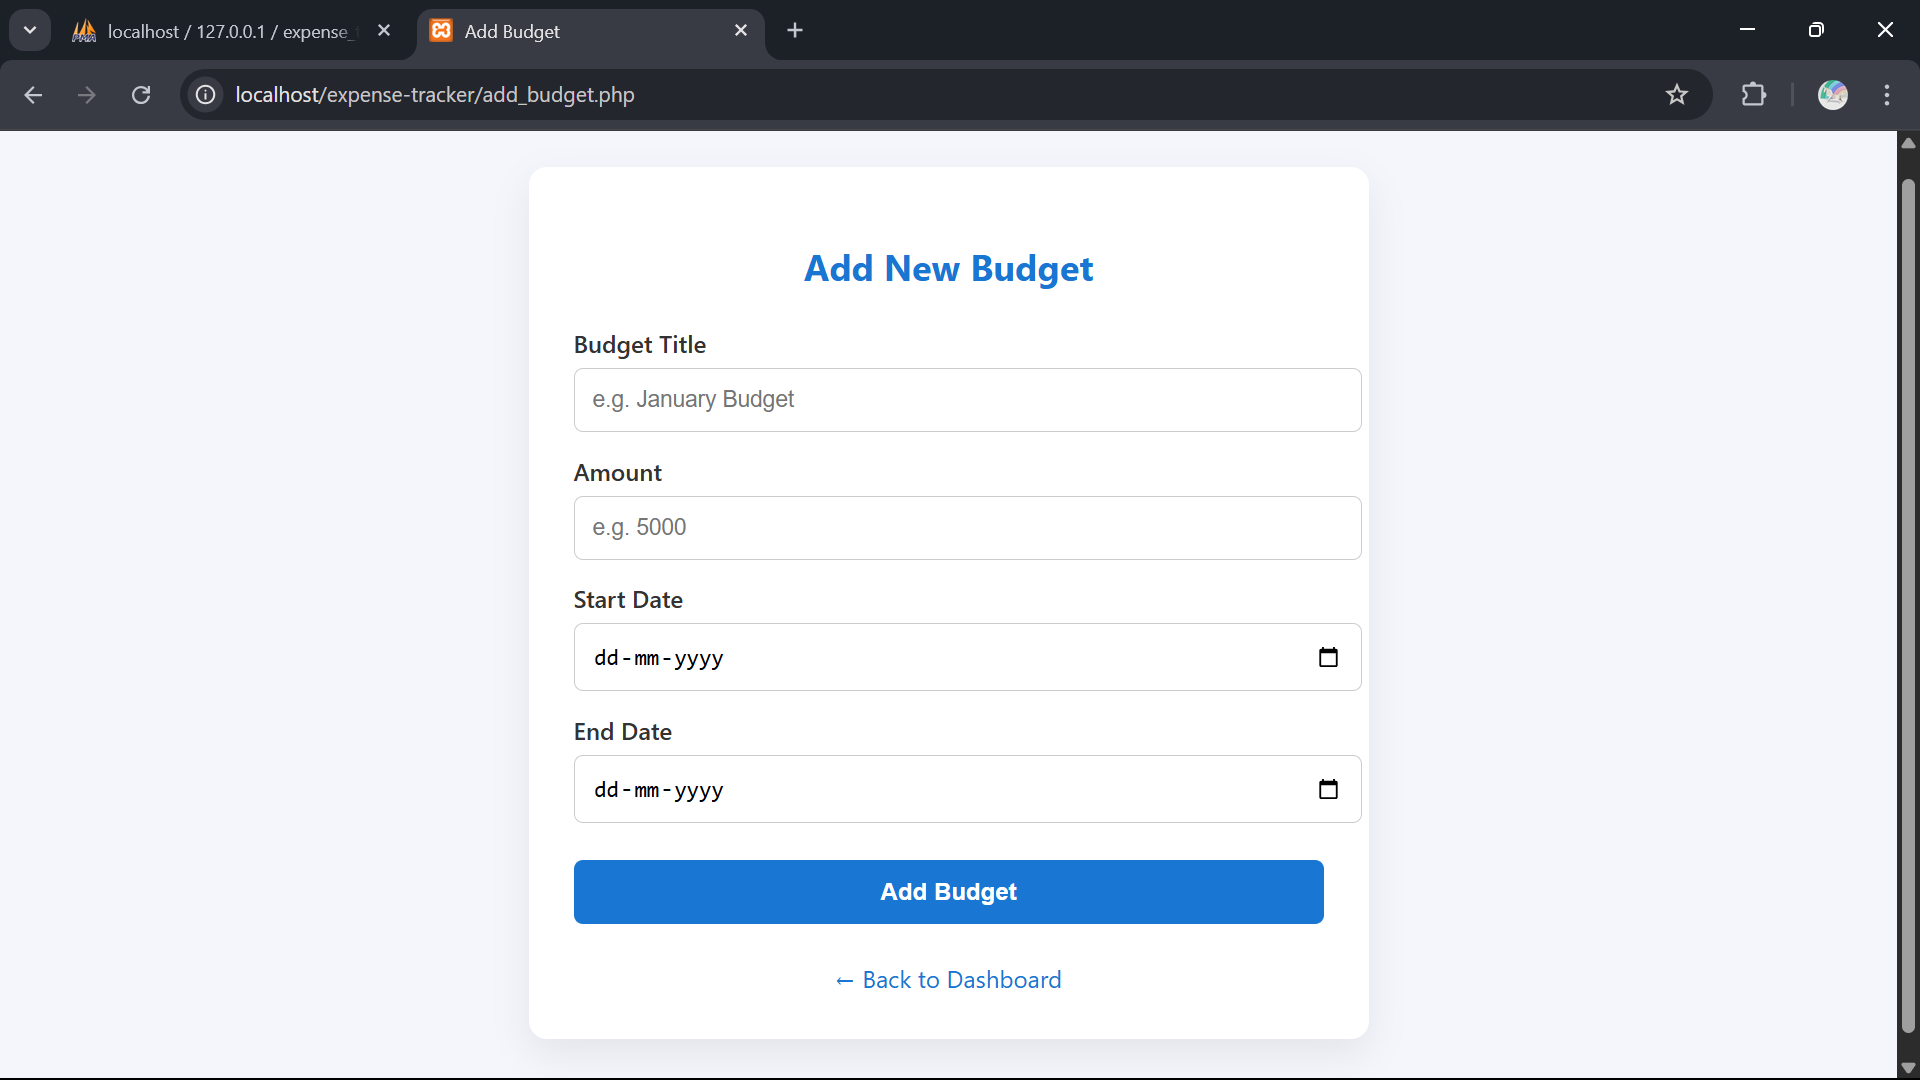 localhost / 127.0.0.1 / expense_
Add Budget
localhost/expense-tracker/add_budget.php
Add New Budget
Budget Title
e.g. January Budget
Amount
e.g. 5000
Start Date
dd-mm-yyyy
End Date
dd-mm-yyyy
Add Budget
← Back to Dashboard